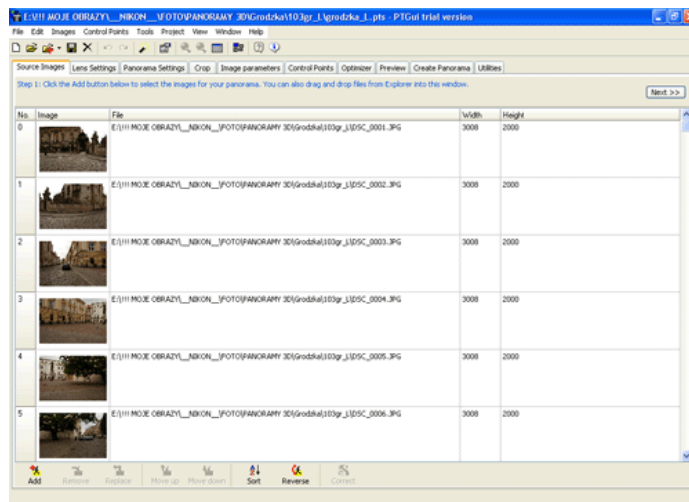 E:\!!! MOJE OBRAZY\__NIKON__\FOTO\PANORAMY 3D\Grodzka\103gr_L\grodzka_L.pts - PTGui trial version
File Edit Images Control Points Tools Project View Window Help
Source Images Lens Settings Panorama Settings Crop Image parameters Control Points Optimizer Preview Create Panorama Utilities
Step 1: Click the Add button below to select the images for your panorama. You can also drag and drop files from Explorer into this window.
Next >>
No. Image File Width Height
0 E:\!!! MOJE OBRAZY\__NIKON__\FOTO\PANORAMY 3D\Grodzka\103gr_L\DSC_0001.JPG 3008 2000
1 E:\!!! MOJE OBRAZY\__NIKON__\FOTO\PANORAMY 3D\Grodzka\103gr_L\DSC_0002.JPG 3008 2000
2 E:\!!! MOJE OBRAZY\__NIKON__\FOTO\PANORAMY 3D\Grodzka\103gr_L\DSC_0003.JPG 3008 2000
3 E:\!!! MOJE OBRAZY\__NIKON__\FOTO\PANORAMY 3D\Grodzka\103gr_L\DSC_0004.JPG 3008 2000
4 E:\!!! MOJE OBRAZY\__NIKON__\FOTO\PANORAMY 3D\Grodzka\103gr_L\DSC_0005.JPG 3008 2000
5 E:\!!! MOJE OBRAZY\__NIKON__\FOTO\PANORAMY 3D\Grodzka\103gr_L\DSC_0006.JPG 3008 2000
Add Remove Replace Move up Move down Sort Reverse Correct